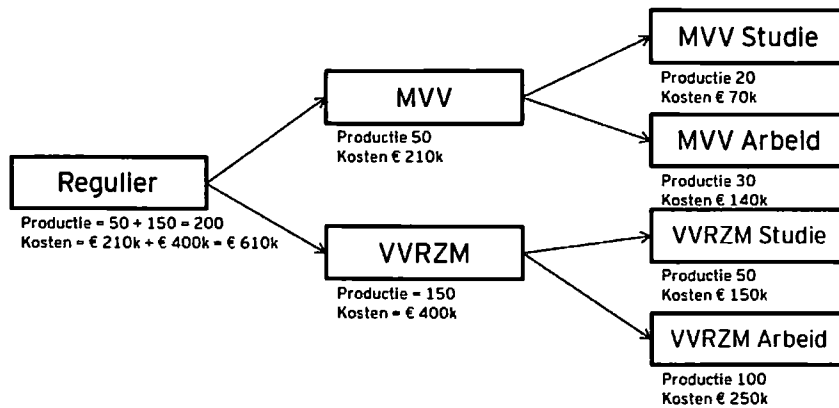 Regulier
Productie = 50 + 150 = 200
Kosten = € 210k + € 400k = € 610k
MVV
Productie 50
Kosten € 210k
VVRZM
Productie = 150
Kosten = € 400k
MVV Studie
Productie 20
Kosten € 70k
MVV Arbeid
Productie 30
Kosten € 140k
VVRZM Studie
Productie 50
Kosten € 150k
VVRZM Arbeid
Productie 100
Kosten € 250k